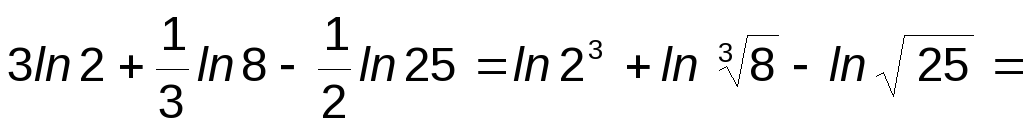 3ln 2 + 1/3 ln 8 - 1/2 ln 25 = ln 2³ + ln ∛8 - ln √25 =